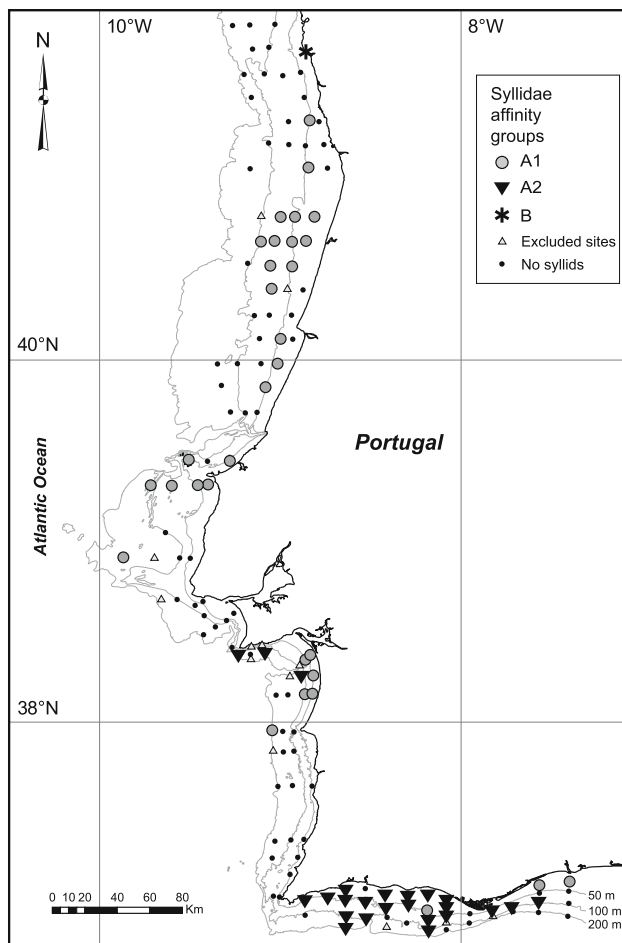 10°W
8°W
N
Syllidae
affinity
groups
A1
A2
B
Excluded sites
No syllids
40°N
Portugal
Atlantic Ocean
38°N
0 10 20 40 60 80
Km
50 m
100 m
200 m